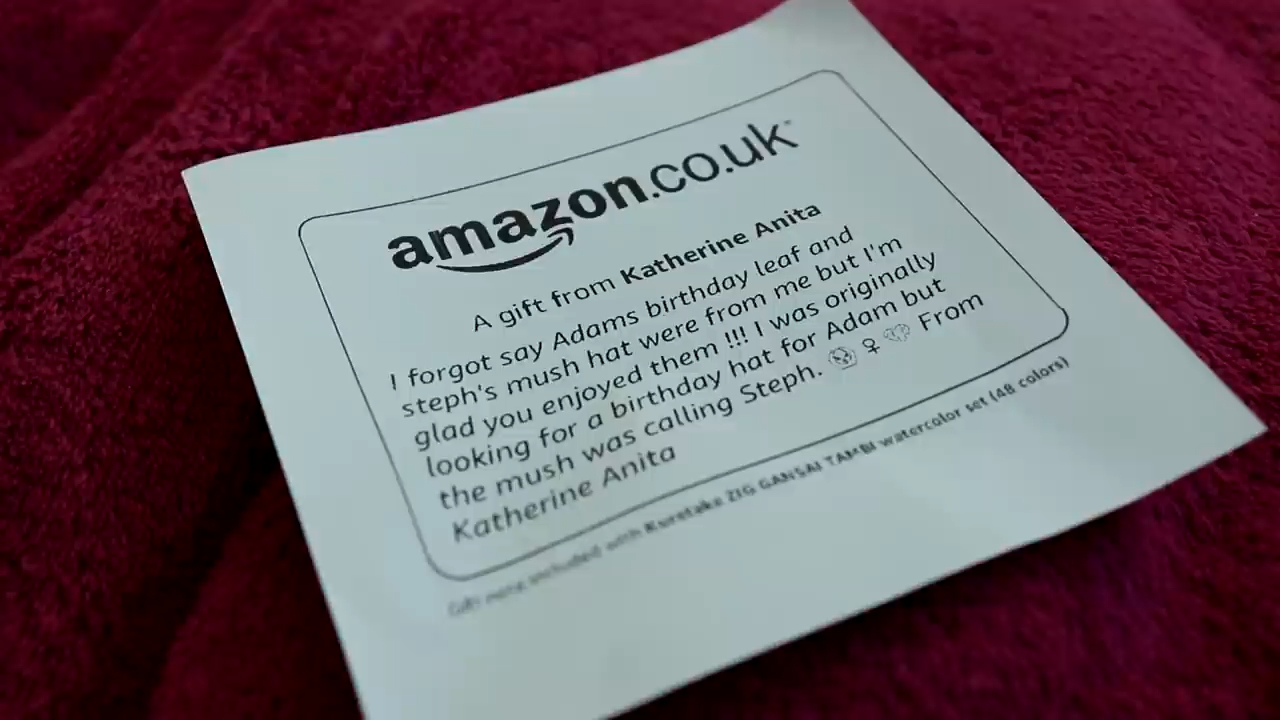 amazon.co.uk™
A gift from Katherine Anita
I forgot say Adams birthday leaf and
steph's mush hat were from me but I'm
glad you enjoyed them !!! I was originally
looking for a birthday hat for Adam but
the mush was calling Steph. ♀ From
Katherine Anita
Gift note included with Kuretake ZIG GANSAI TAMBI watercolor set (48 colors)